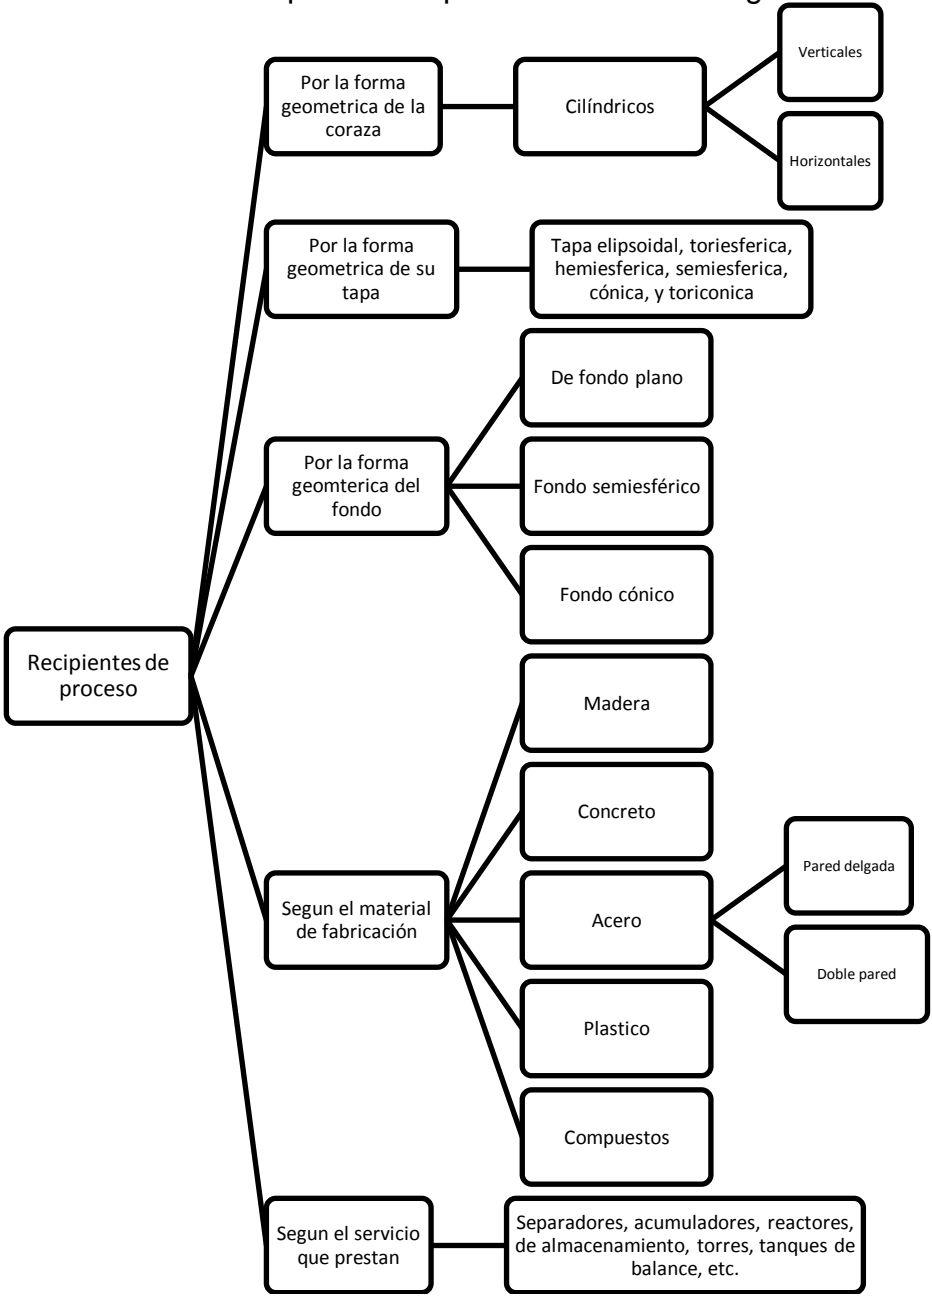 Verticales
Por la forma
geometrica de la
coraza
Cilíndricos
Horizontales
Por la forma
geometrica de su
tapa
Tapa elipsoidal, toriesferica,
hemiesferica, semiesferica,
cónica, y toriconica
De fondo plano
Por la forma
geomterica del
fondo
Fondo semiesférico
Fondo cónico
Recipientes de
proceso
Madera
Concreto
Pared delgada
Segun el material
de fabricación
Acero
Doble pared
Plastico
Compuestos
Segun el servicio
que prestan
Separadores, acumuladores, reactores,
de almacenamiento, torres, tanques de
balance, etc.